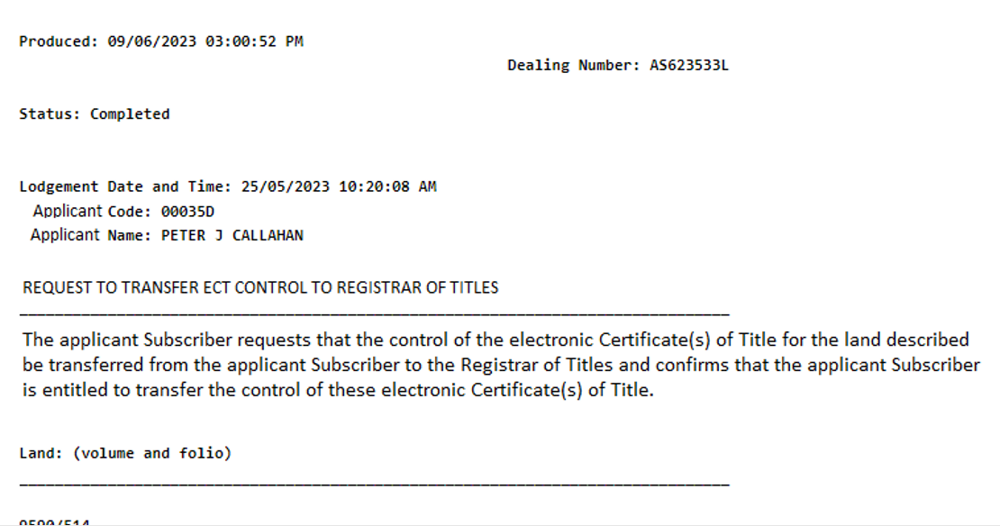 Produced: 09/06/2023 03:00:52 PM
Dealing Number: AS623533L
Status: Completed
Lodgement Date and Time: 25/05/2023 10:20:08 AM
Applicant Code: 00035D
Applicant Name: PETER J CALLAHAN
REQUEST TO TRANSFER ECT CONTROL TO REGISTRAR OF TITLES
The applicant Subscriber requests that the control of the electronic Certificate(s) of Title for the land described
be transferred from the applicant Subscriber to the Registrar of Titles and confirms that the applicant Subscriber
is entitled to transfer the control of these electronic Certificate(s) of Title.
Land: (volume and folio)